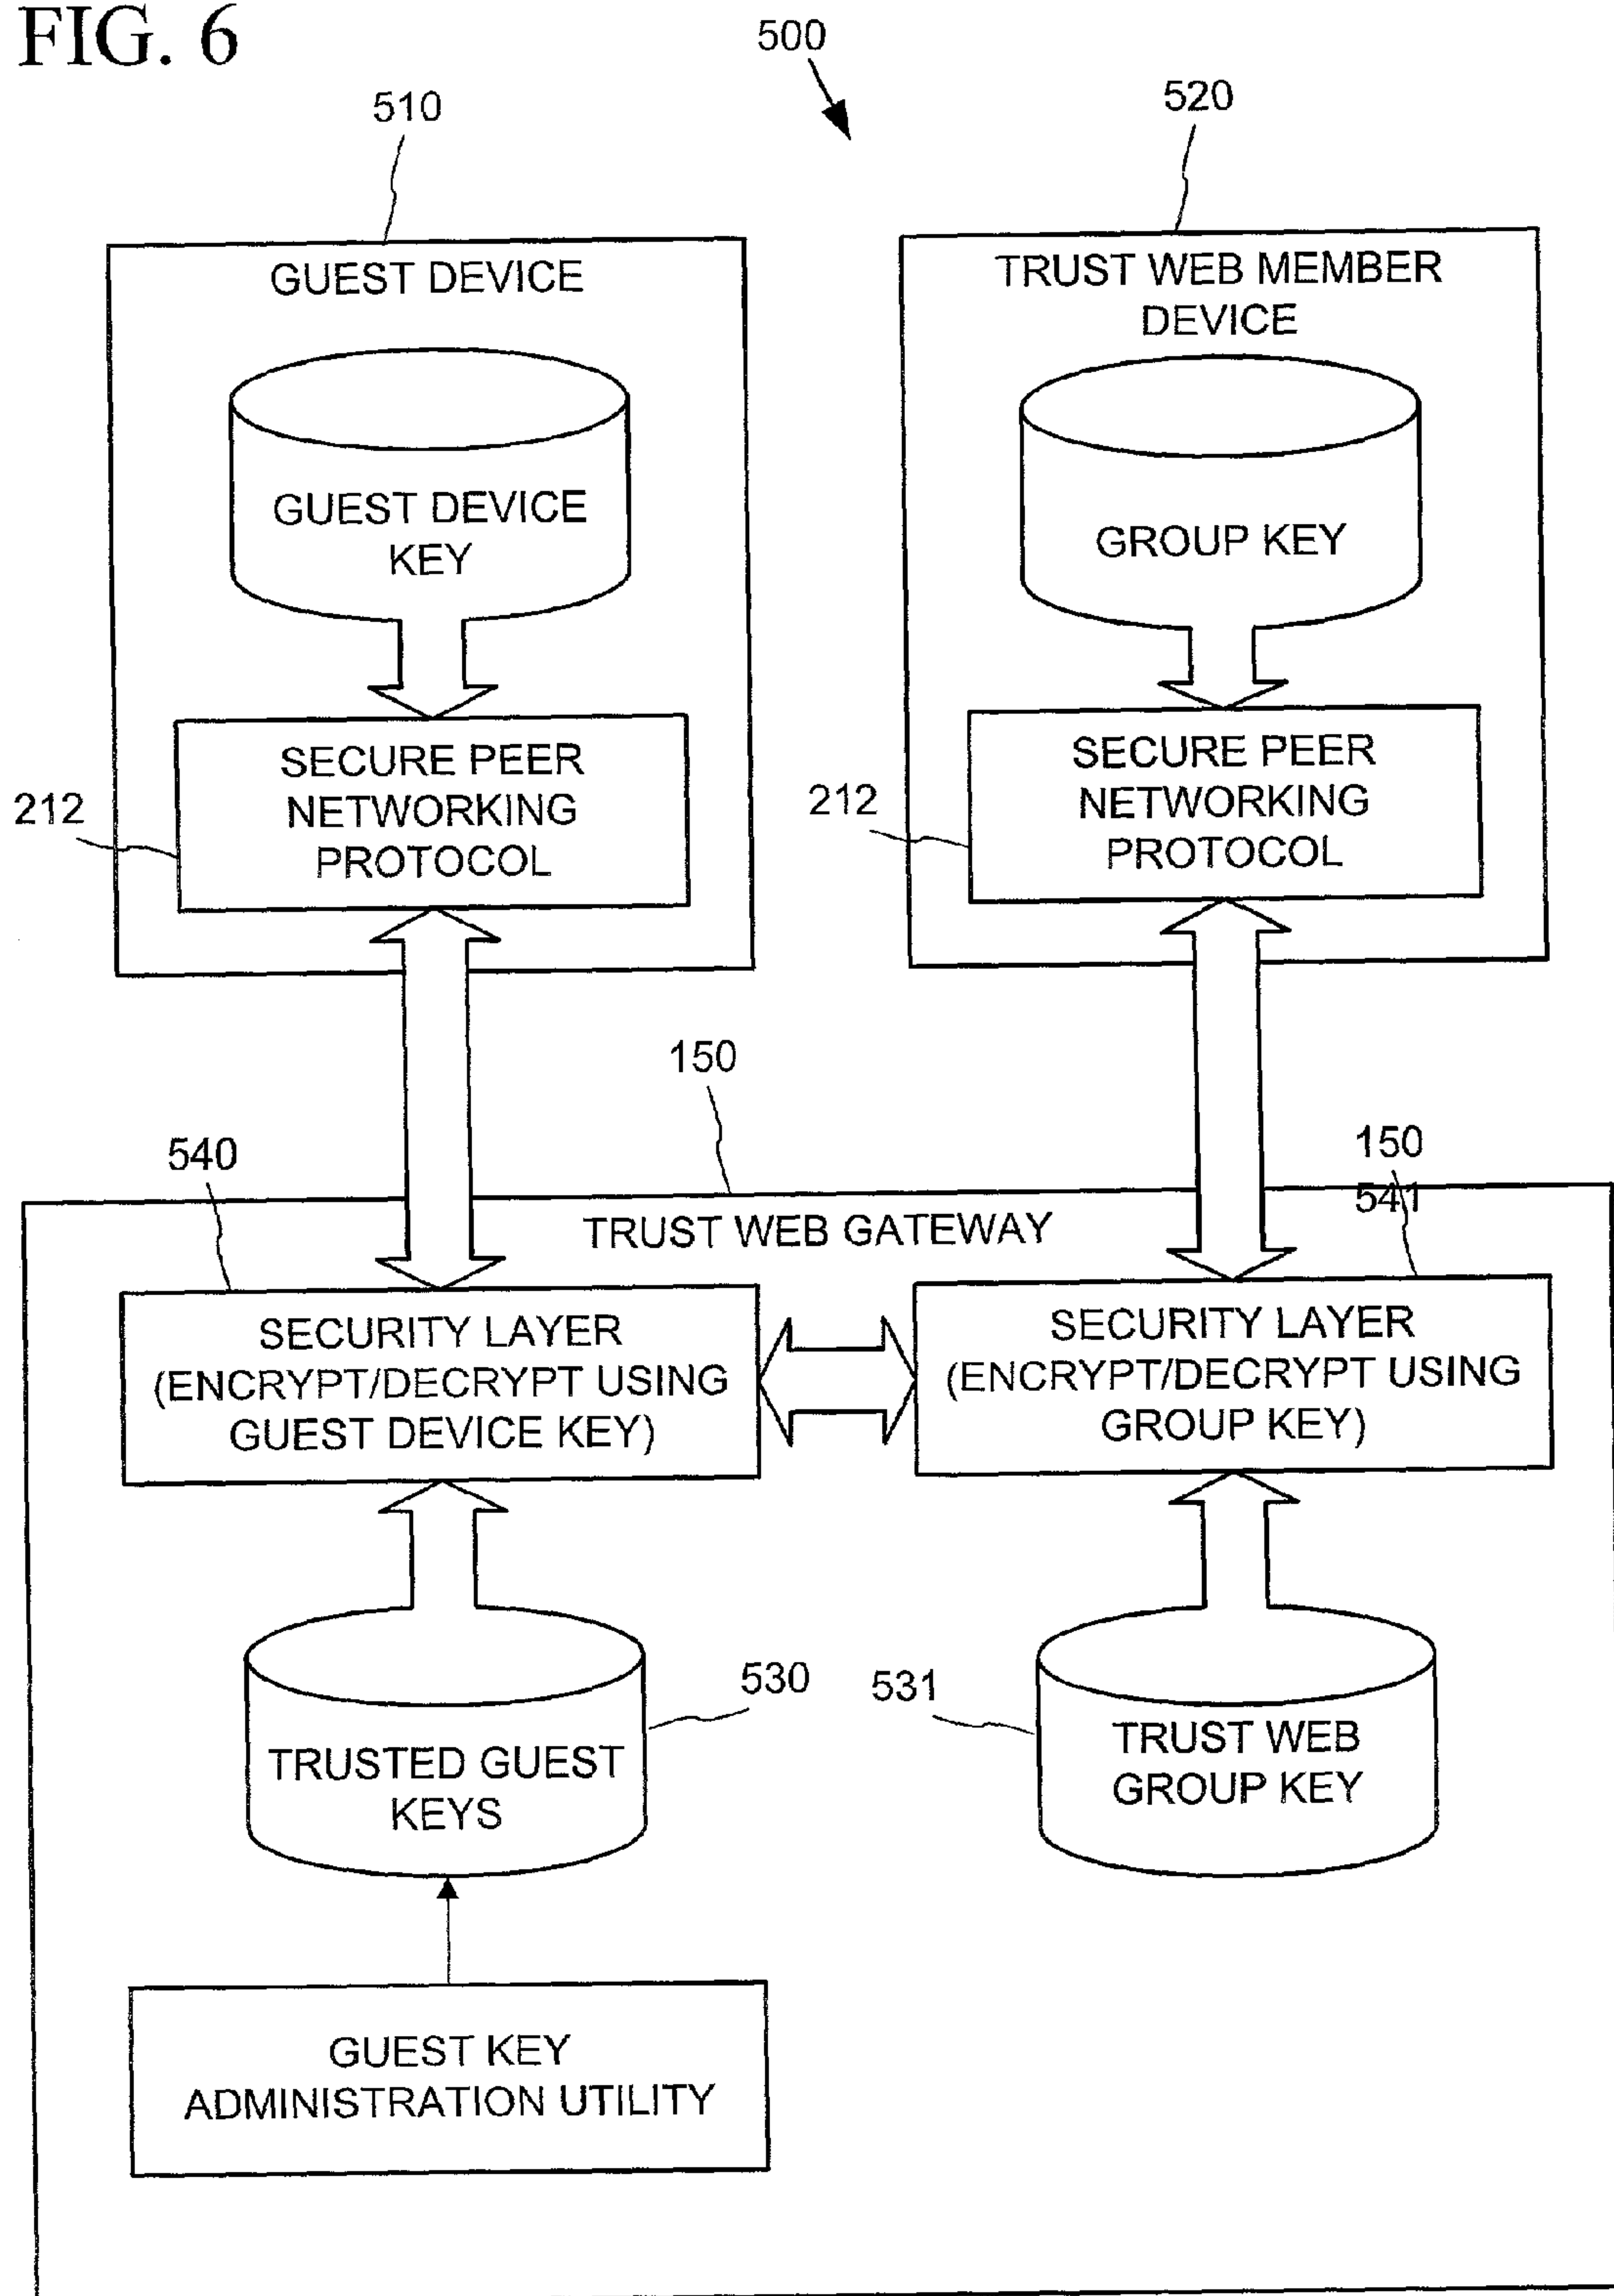 FIG. 6
500
510
520
GUEST DEVICE
TRUST WEB MEMBER
DEVICE
GUEST DEVICE
KEY
GROUP KEY
SECURE PEER
NETWORKING
PROTOCOL
212
SECURE PEER
NETWORKING
PROTOCOL
212
150
540
150
541
TRUST WEB GATEWAY
SECURITY LAYER
(ENCRYPT/DECRYPT USING
GUEST DEVICE KEY)
SECURITY LAYER
(ENCRYPT/DECRYPT USING
GROUP KEY)
530
531
TRUSTED GUEST
KEYS
TRUST WEB
GROUP KEY
GUEST KEY
ADMINISTRATION UTILITY